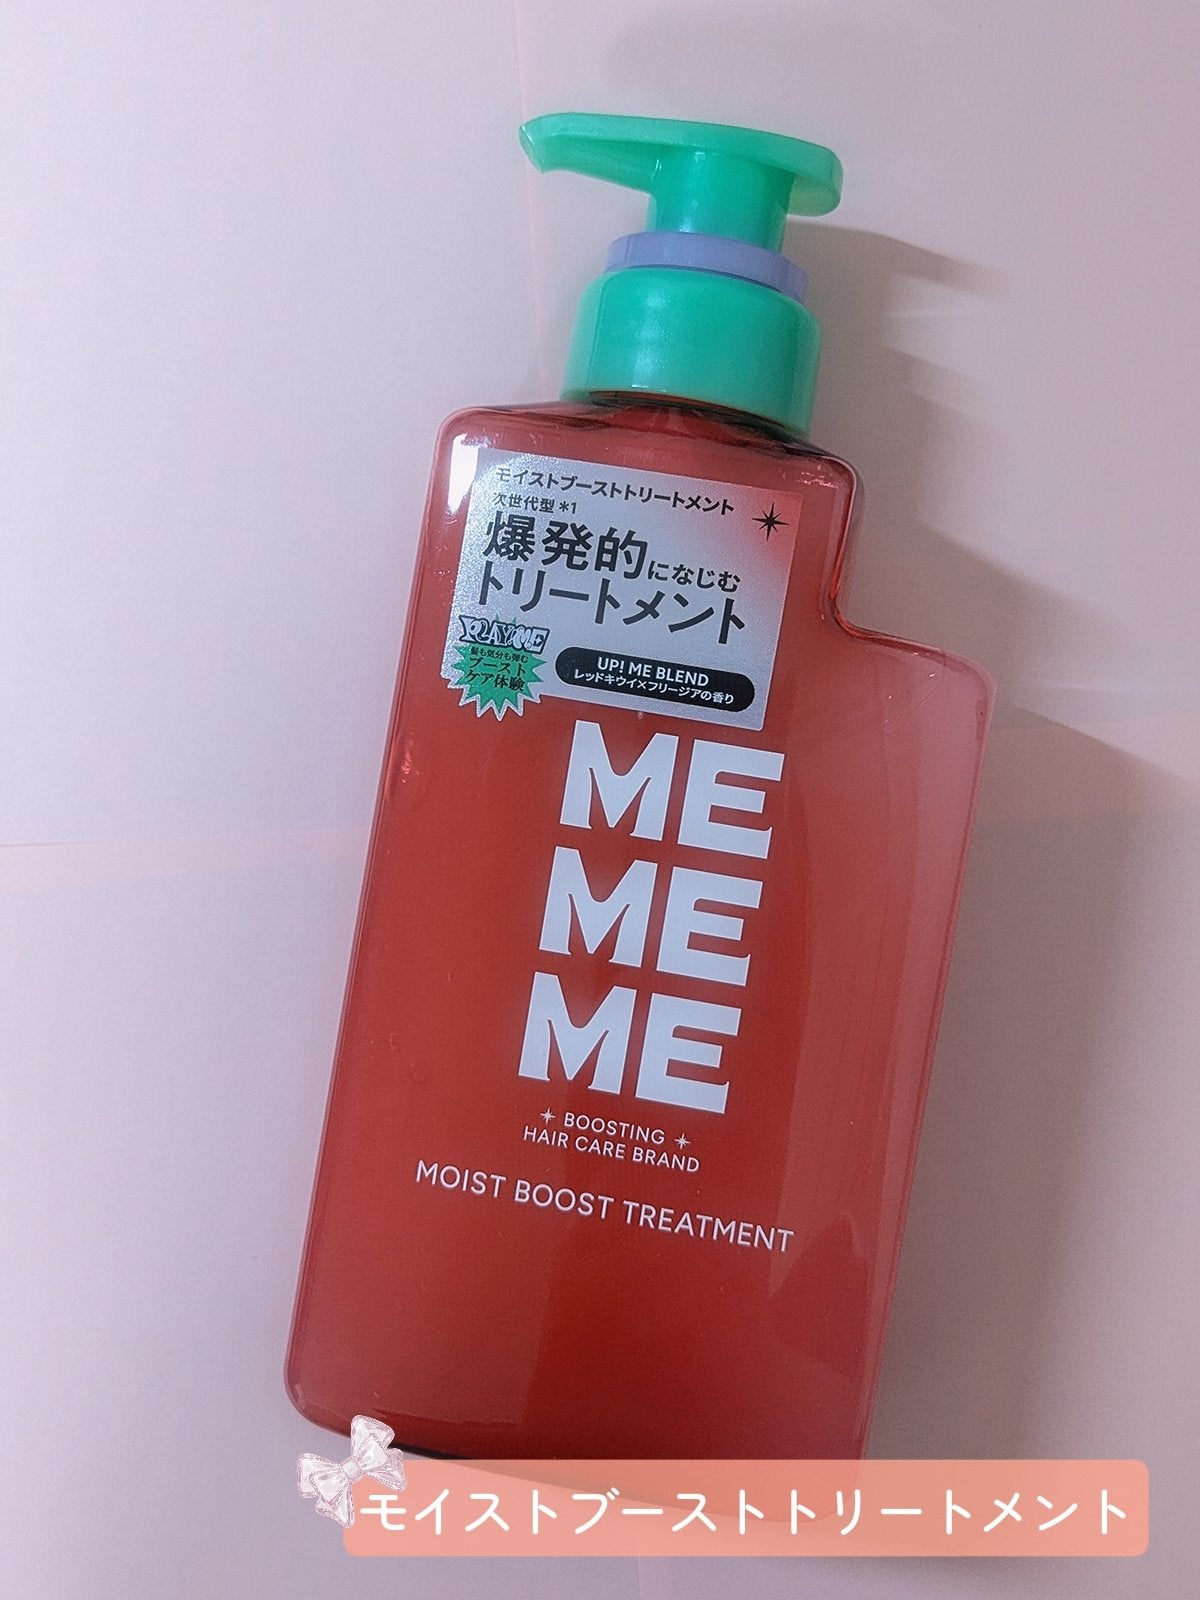 モイストブーストトリートメント
次世代型 *1
爆発的になじむ
トリートメント
PLAY!ME
髪も気分も弾む
ブースト
ケア体験
UP! ME BLEND
レッドキウイ×フリージアの香り
ME
ME
ME
BOOSTING
HAIR CARE BRAND
MOIST BOOST TREATMENT
モイストブーストトリートメント